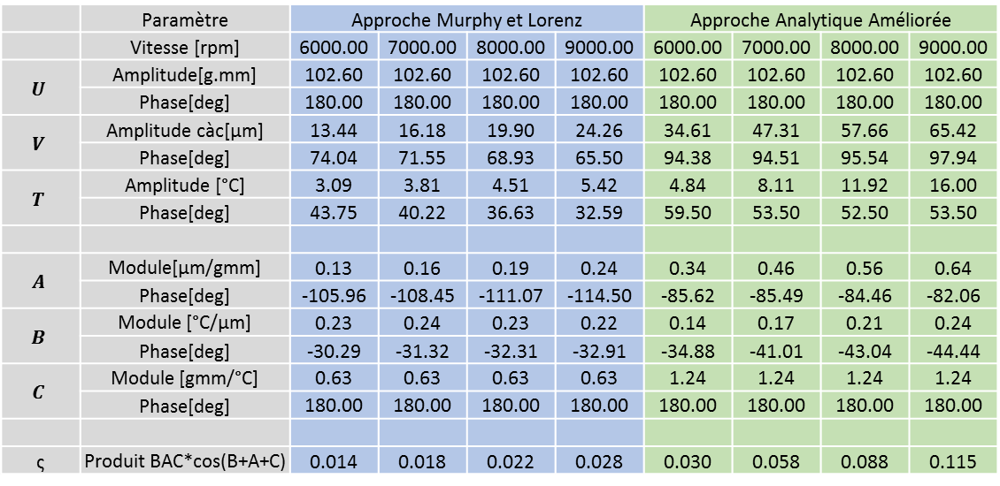 Paramètre Approche Murphy et Lorenz Approche Analytique Améliorée
Vitesse [rpm] 6000.00 7000.00 8000.00 9000.00 6000.00 7000.00 8000.00 9000.00
U Amplitude[g.mm] 102.60 102.60 102.60 102.60 102.60 102.60 102.60 102.60
Phase[deg] 180.00 180.00 180.00 180.00 180.00 180.00 180.00 180.00
V Amplitude càc[µm] 13.44 16.18 19.90 24.26 34.61 47.31 57.66 65.42
Phase[deg] 74.04 71.55 68.93 65.50 94.38 94.51 95.54 97.94
T Amplitude [°C] 3.09 3.81 4.51 5.42 4.84 8.11 11.92 16.00
Phase[deg] 43.75 40.22 36.63 32.59 59.50 53.50 52.50 53.50
A Module[µm/gmm] 0.13 0.16 0.19 0.24 0.34 0.46 0.56 0.64
Phase[deg] -105.96 -108.45 -111.07 -114.50 -85.62 -85.49 -84.46 -82.06
B Module [°C/µm] 0.23 0.24 0.23 0.22 0.14 0.17 0.21 0.24
Phase[deg] -30.29 -31.32 -32.31 -32.91 -34.88 -41.01 -43.04 -44.44
C Module [gmm/°C] 0.63 0.63 0.63 0.63 1.24 1.24 1.24 1.24
Phase[deg] 180.00 180.00 180.00 180.00 180.00 180.00 180.00 180.00
ς Produit BAC*cos(B+A+C) 0.014 0.018 0.022 0.028 0.030 0.058 0.088 0.115